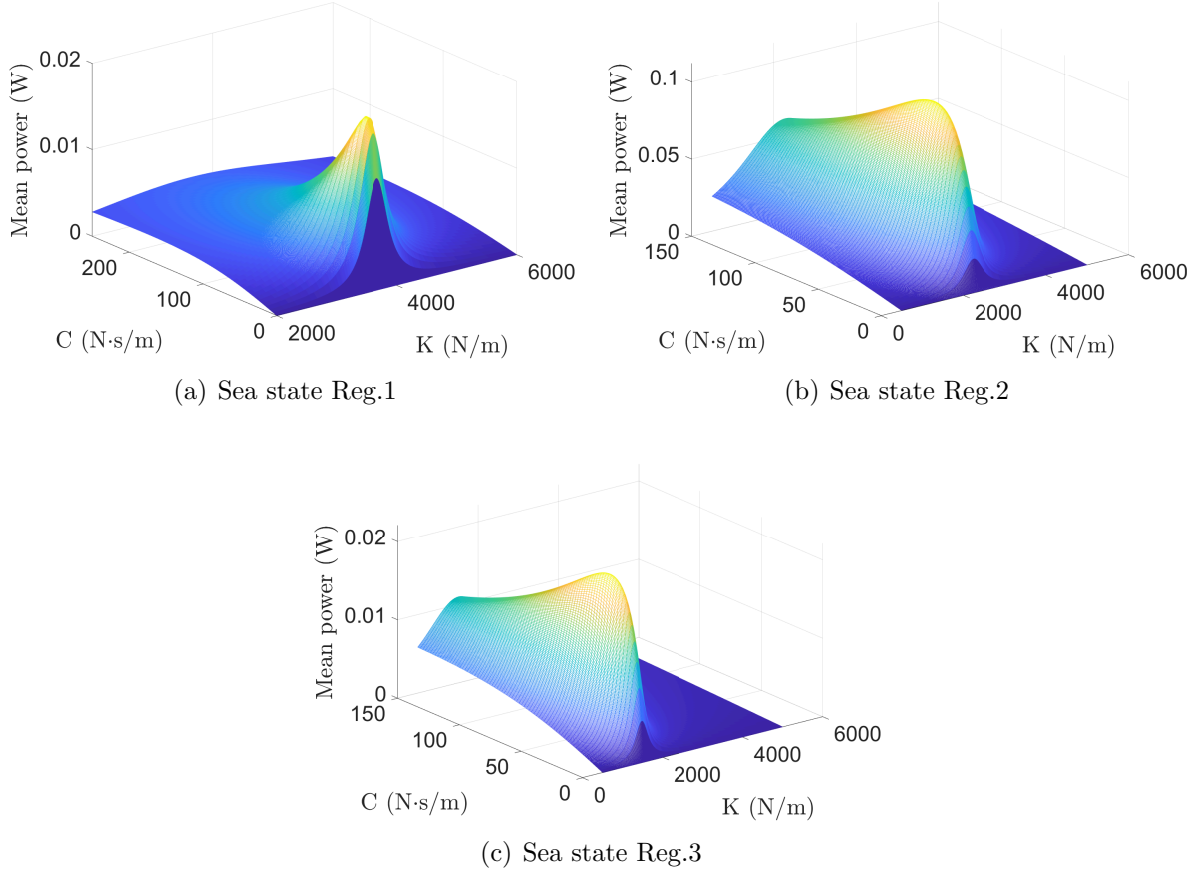 Mean power (W)
0.02
0.01
0
200
100
0
C (N·s/m)
2000
4000
6000
K (N/m)
(a) Sea state Reg.1
Mean power (W)
0.1
0.05
0
150
100
50
0
C (N·s/m)
0
2000
4000
6000
K (N/m)
(b) Sea state Reg.2
Mean power (W)
0.02
0.01
0
150
100
50
0
C (N·s/m)
0
2000
4000
6000
K (N/m)
(c) Sea state Reg.3